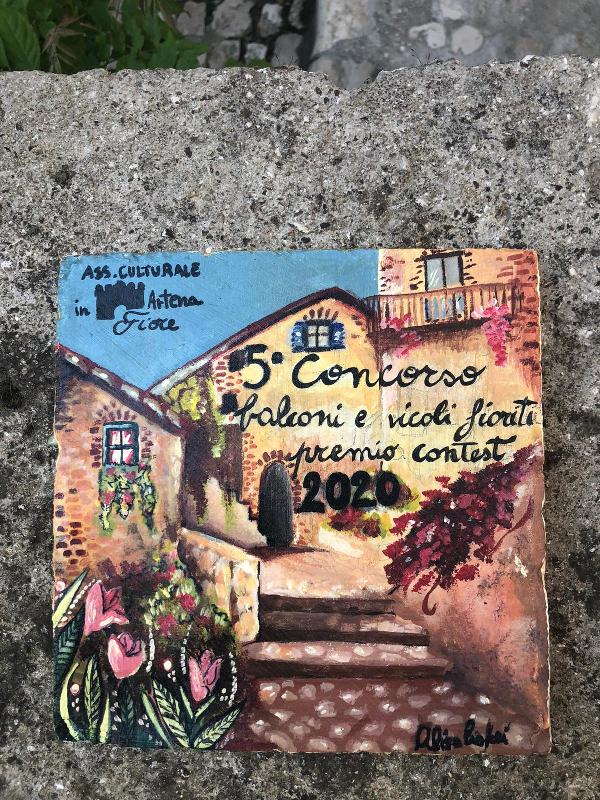 ASS. CULTURALE
in Artena
Fiore
5° Concorso
balconi e vicoli fioriti
premio contest
2020